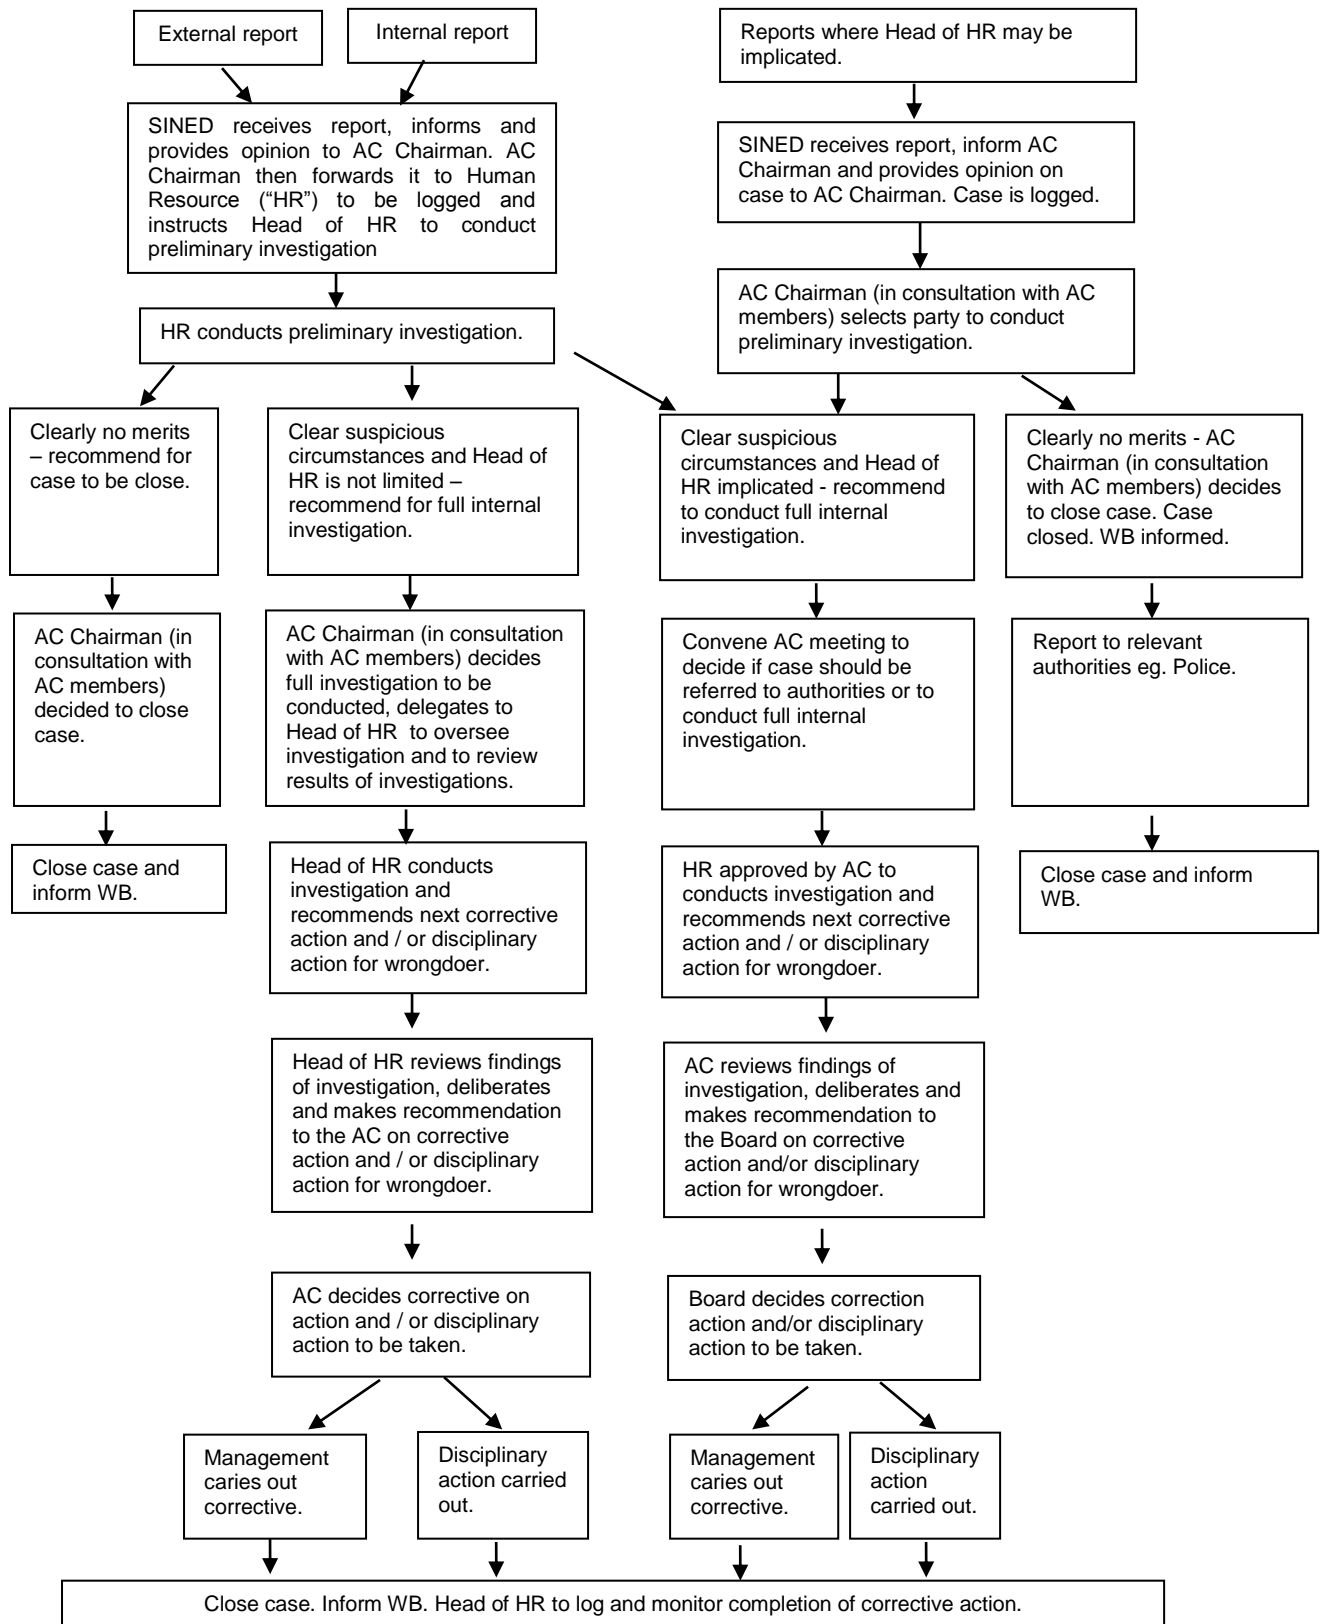 External report
Internal report
Reports where Head of HR may be
implicated.
SINED receives report, informs and
provides opinion to AC Chairman. AC
Chairman then forwards it to Human
Resource (“HR”) to be logged and
instructs Head of HR to conduct
preliminary investigation
SINED receives report, inform AC
Chairman and provides opinion on
case to AC Chairman. Case is logged.
HR conducts preliminary investigation.
AC Chairman (in consultation with AC
members) selects party to conduct
preliminary investigation.
Clearly no merits
– recommend for
case to be close.
Clear suspicious
circumstances and Head of
HR is not limited –
recommend for full internal
investigation.
Clear suspicious
circumstances and Head of
HR implicated - recommend
to conduct full internal
investigation.
Clearly no merits - AC
Chairman (in consultation
with AC members) decides
to close case. Case
closed. WB informed.
AC Chairman (in
consultation with
AC members)
decided to close
case.
AC Chairman (in consultation
with AC members) decides
full investigation to be
conducted, delegates to
Head of HR to oversee
investigation and to review
results of investigations.
Convene AC meeting to
decide if case should be
referred to authorities or to
conduct full internal
investigation.
Report to relevant
authorities eg. Police.
Close case and
inform WB.
Head of HR conducts
investigation and
recommends next corrective
action and / or disciplinary
action for wrongdoer.
HR approved by AC to
conducts investigation and
recommends next corrective
action and / or disciplinary
action for wrongdoer.
Close case and inform
WB.
Head of HR reviews findings
of investigation, deliberates
and makes recommendation
to the AC on corrective
action and / or disciplinary
action for wrongdoer.
AC reviews findings of
investigation, deliberates and
makes recommendation to
the Board on corrective
action and/or disciplinary
action for wrongdoer.
AC decides corrective on
action and / or disciplinary
action to be taken.
Board decides correction
action and/or disciplinary
action to be taken.
Management
caries out
corrective.
Disciplinary
action carried
out.
Management
caries out
corrective.
Disciplinary
action
carried out.
Close case. Inform WB. Head of HR to log and monitor completion of corrective action.